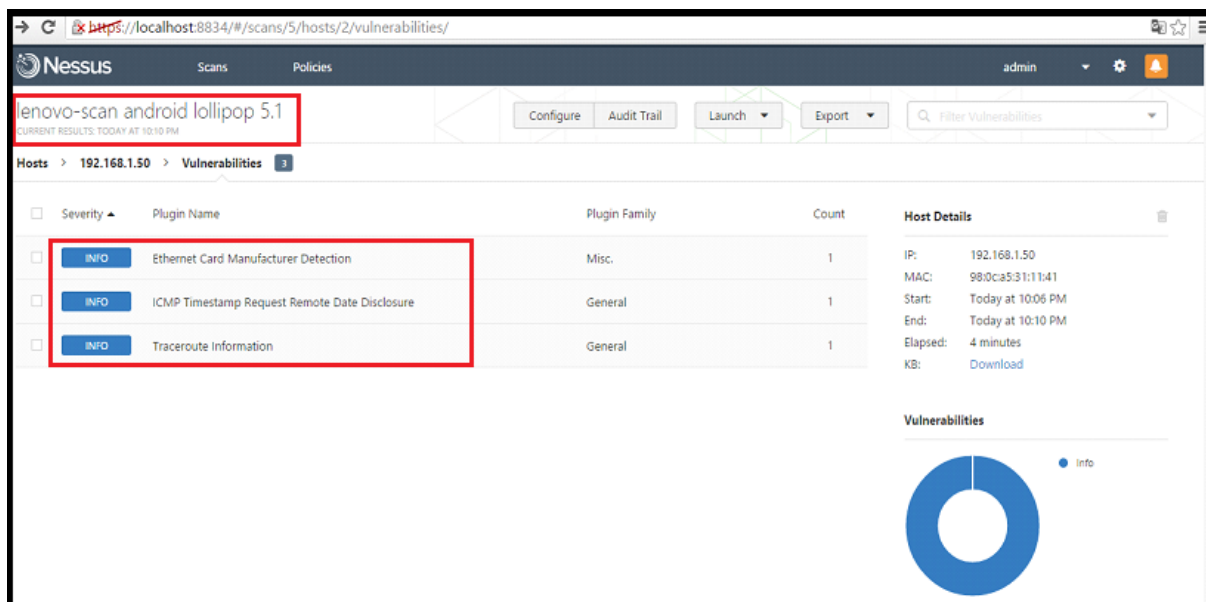 https://localhost:8834/#/scans/5/hosts/2/vulnerabilities/
Nessus Scans Policies admin
lenovo-scan android lollipop 5.1
CURRENT RESULTS: TODAY AT 10:10 PM
Configure Audit Trail Launch Export Filter Vulnerabilities
Hosts > 192.168.1.50 > Vulnerabilities 3
Severity Plugin Name Plugin Family Count
INFO Ethernet Card Manufacturer Detection Misc. 1
INFO ICMP Timestamp Request Remote Date Disclosure General 1
INFO Traceroute Information General 1
Host Details
IP: 192.168.1.50
MAC: 98:0c:a5:31:11:41
Start: Today at 10:06 PM
End: Today at 10:10 PM
Elapsed: 4 minutes
KB: Download
Vulnerabilities
Info